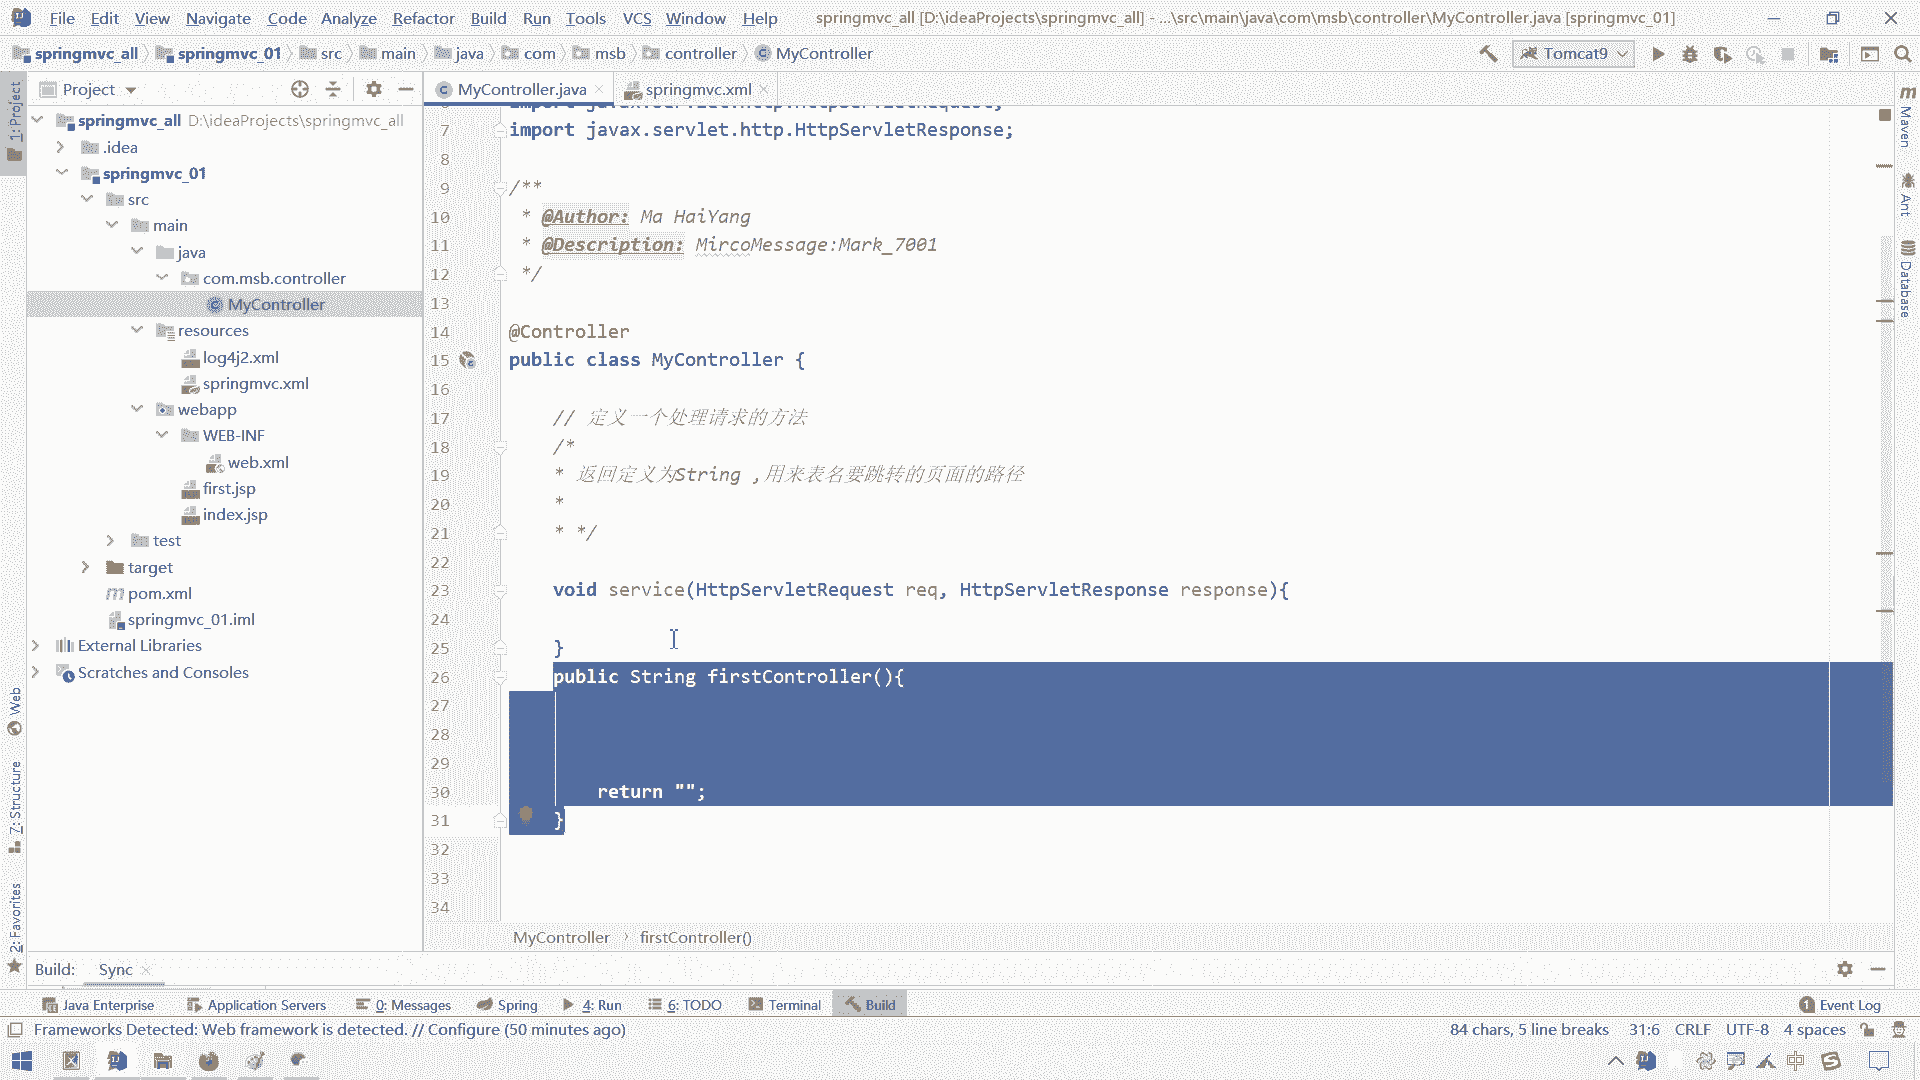 File Edit View Navigate Code Analyze Refactor Build Run Tools VCS Window Help springmvc_all [D:\ideaProjects\springmvc_all] - ...\src\main\java\com\msb\controller\MyController.java [springmvc_01]
springmvc_all springmvc_01 src main java com msb controller MyController Tomcat9
Project
MyController.java springmvc.xml
springmvc_all D:\ideaProjects\springmvc_all
.idea
springmvc_01
src
main
java
com.msb.controller
MyController
resources
log4j2.xml
springmvc.xml
webapp
WEB-INF
web.xml
first.jsp
index.jsp
test
target
pom.xml
springmvc_01.iml
External Libraries
Scratches and Consoles
1: Project
Web
7: Structure
2: Favorites
import javax.servlet.http.HttpServletRequest;
7 import javax.servlet.http.HttpServletResponse;
8
9 /**
10 * @Author: Ma HaiYang
11 * @Description: MircoMessage:Mark_7001
12 */
13
14 @Controller
15 public class MyController {
16
17 // 定义一个处理请求的方法
18 /*
19 * 返回定义为String ,用来表名要跳转的页面的路径
20 *
21 * */
22
23 void service(HttpServletRequest req, HttpServletResponse response){
24
25 }
26 public String firstController(){
27
28
29
30 return "";
31 }
32
33
34
MyController firstController()
Maven
Ant
Database
Build: Sync
Java Enterprise Application Servers 0: Messages Spring 4: Run 6: TODO Terminal Build 1 Event Log
Frameworks Detected: Web framework is detected. // Configure (50 minutes ago) 84 chars, 5 line breaks 31:6 CRLF UTF-8 4 spaces
中